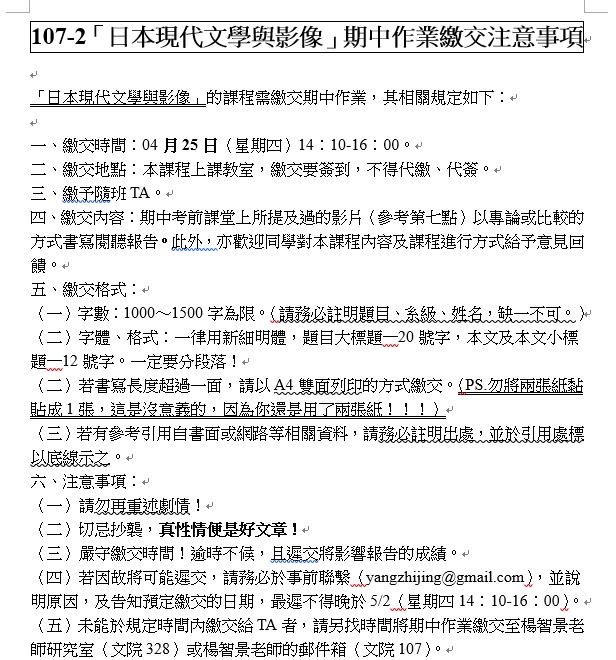 107-2「日本現代文學與影像」期中作業繳交注意事項
「日本現代文學與影像」的課程需繳交期中作業，其相關規定如下：
一、繳交時間：04 月 25 日（星期四）14：10-16：00。
二、繳交地點：本課程上課教室，繳交要簽到，不得代繳、代簽。
三、繳予隨班 TA。
四、繳交內容：期中考前課堂上所提及過的影片（參考第七點）以專論或比較的
方式書寫閱聽報告。此外，亦歡迎同學對本課程內容及課程進行方式給予意見回
饋。
五、繳交格式：
（一）字數：1000～1500 字為限。（請務必註明題目、系級、姓名，缺一不可。）
（二）字體、格式：一律用新細明體，題目大標題—20 號字，本文及本文小標
題—12 號字。一定要分段落！
（二）若書寫長度超過一面，請以 A4 雙面列印的方式繳交。（PS.勿將兩張紙黏
貼成 1 張，這是沒意義的，因為你還是用了兩張紙！！！）
（三）若有參考引用自書面或網路等相關資料，請務必註明出處，並於引用處標
以底線示之。
六、注意事項：
（一）請勿再重述劇情！
（二）切忌抄襲，真性情便是好文章！
（三）嚴守繳交時間！逾時不候，且遲交將影響報告的成績。
（四）若因故將可能遲交，請務必於事前聯繫（yangzhijing@gmail.com），並說
明原因，及告知預定繳交的日期，最遲不得晚於 5/2（星期四 14：10-16：00）。
（五）未能於規定時間內繳交給 TA 者，請另找時間將期中作業繳交至楊智景老
師研究室（文院 328）或楊智景老師的郵件箱（文院 107）。